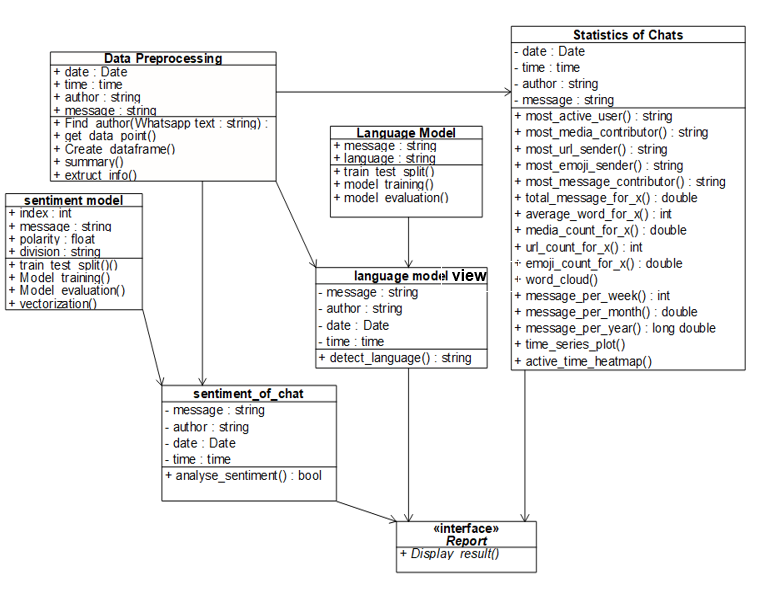 Data Preprocessing
+ date : Date
+ time : time
+ author : string
+ message : string
+ Find_author(Whatsapp text : string) :
+ get_data_point()
+ Create_dataframe()
+ summary()
+ extruct_info()
Statistics of Chats
- date : Date
- time : time
- author : string
- message : string
+ most_active_user() : string
+ most_media_contributor() : string
+ most_url_sender() : string
+ most_emoji_sender() : string
+ most_message_contributor() : string
+ total_message_for_x() : double
+ average_word_for_x() : int
+ media_count_for_x() : double
+ url_count_for_x() : int
+ emoji_count_for_x() : double
+ word_cloud()
+ message_per_week() : int
+ message_per_month() : double
+ message_per_year() : long double
+ time_series_plot()
+ active_time_heatmap()
Language Model
+ message : string
+ language : string
+ train_test_split()
+ model_training()
+ model_evaluation()
sentiment model
+ index : int
+ message : string
+ polarity : float
+ division : string
+ train_test_split()()
+ Model_training()
+ Model_evaluation()
+ vectorization()
language model view
- message : string
- author : string
- date : Date
- time : time
+ detect_language() : string
sentiment_of_chat
- message : string
- author : string
- date : Date
- time : time
+ analyse_sentiment() : bool
«interface»
Report
+ Display_result()